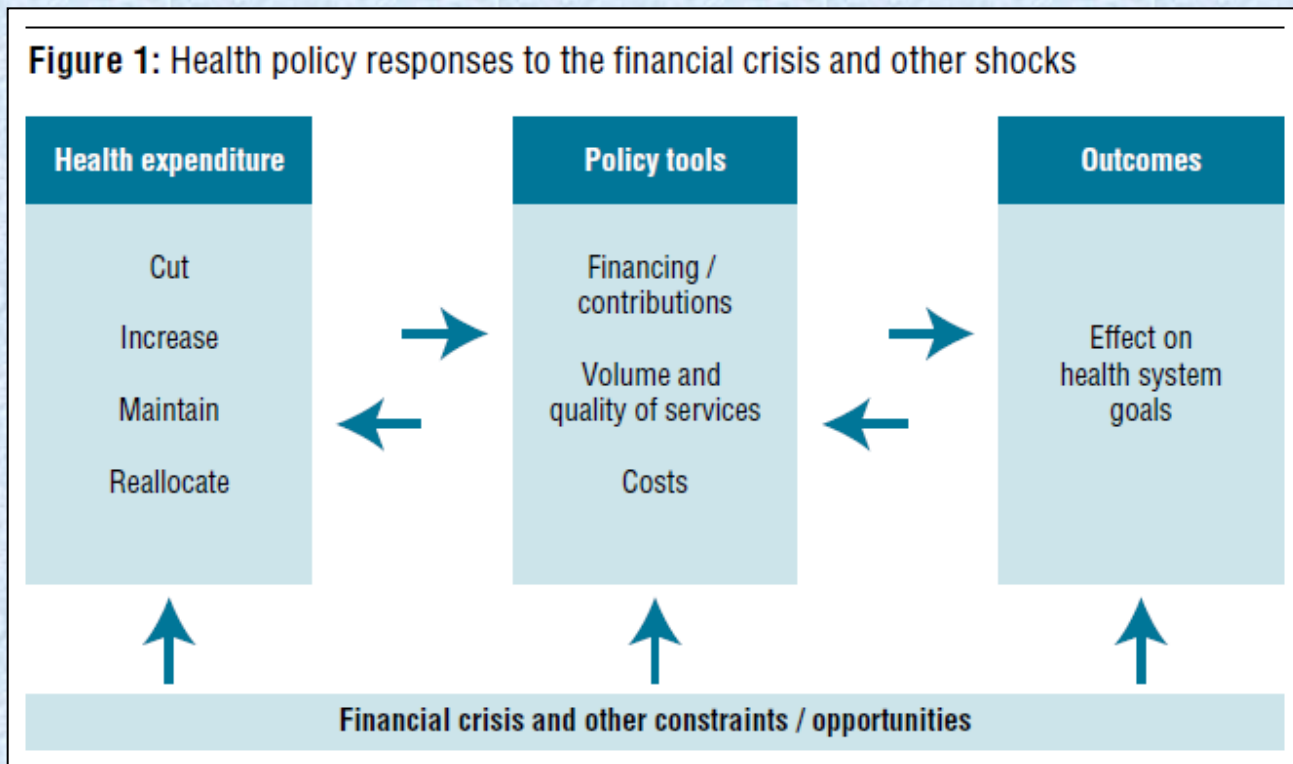 Figure 1: Health policy responses to the financial crisis and other shocks
Health expenditure
Cut
Increase
Maintain
Reallocate
Policy tools
Financing /
contributions
Volume and
quality of services
Costs
Outcomes
Effect on
health system
goals
Financial crisis and other constraints / opportunities